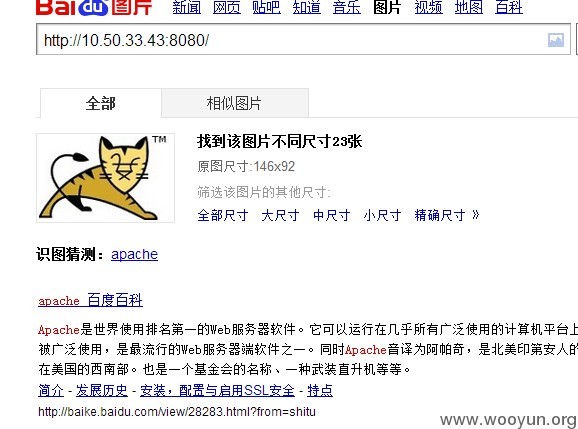 Bai du 图片 新闻 网页 贴吧 知道 音乐 图片 视频 地图 百科
http://10.50.33.43:8080/
全部 相似图片
TM
找到该图片不同尺寸23张
原图尺寸:146x92
筛选该图片的其他尺寸:
全部尺寸 大尺寸 中尺寸 小尺寸 精确尺寸 »
识图猜测：apache
apache 百度百科
Apache是世界使用排名第一的Web服务器软件。它可以运行在几乎所有广泛使用的计算机平台上
被广泛使用，是最流行的Web服务器端软件之一。同时Apache音译为阿帕奇，是北美印第安人的
在美国的西南部。也是一个基金会的名称、一种武装直升机等等。
简介 - 发展历史 - 安装，配置与启用SSL安全 - 特点
http://baike.baidu.com/view/28283.html?from=shitu
www.wooyun.org